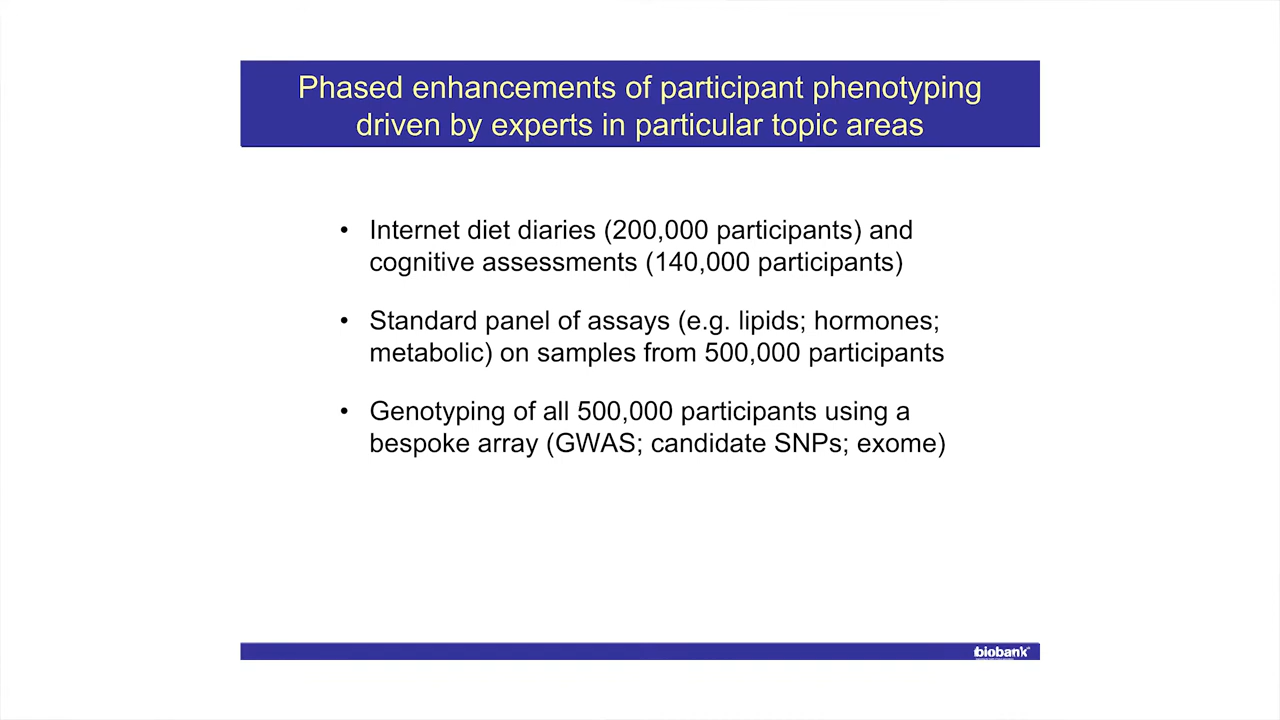 Phased enhancements of participant phenotyping
driven by experts in particular topic areas
• Internet diet diaries (200,000 participants) and
cognitive assessments (140,000 participants)
• Standard panel of assays (e.g. lipids; hormones;
metabolic) on samples from 500,000 participants
• Genotyping of all 500,000 participants using a
bespoke array (GWAS; candidate SNPs; exome)
biobank